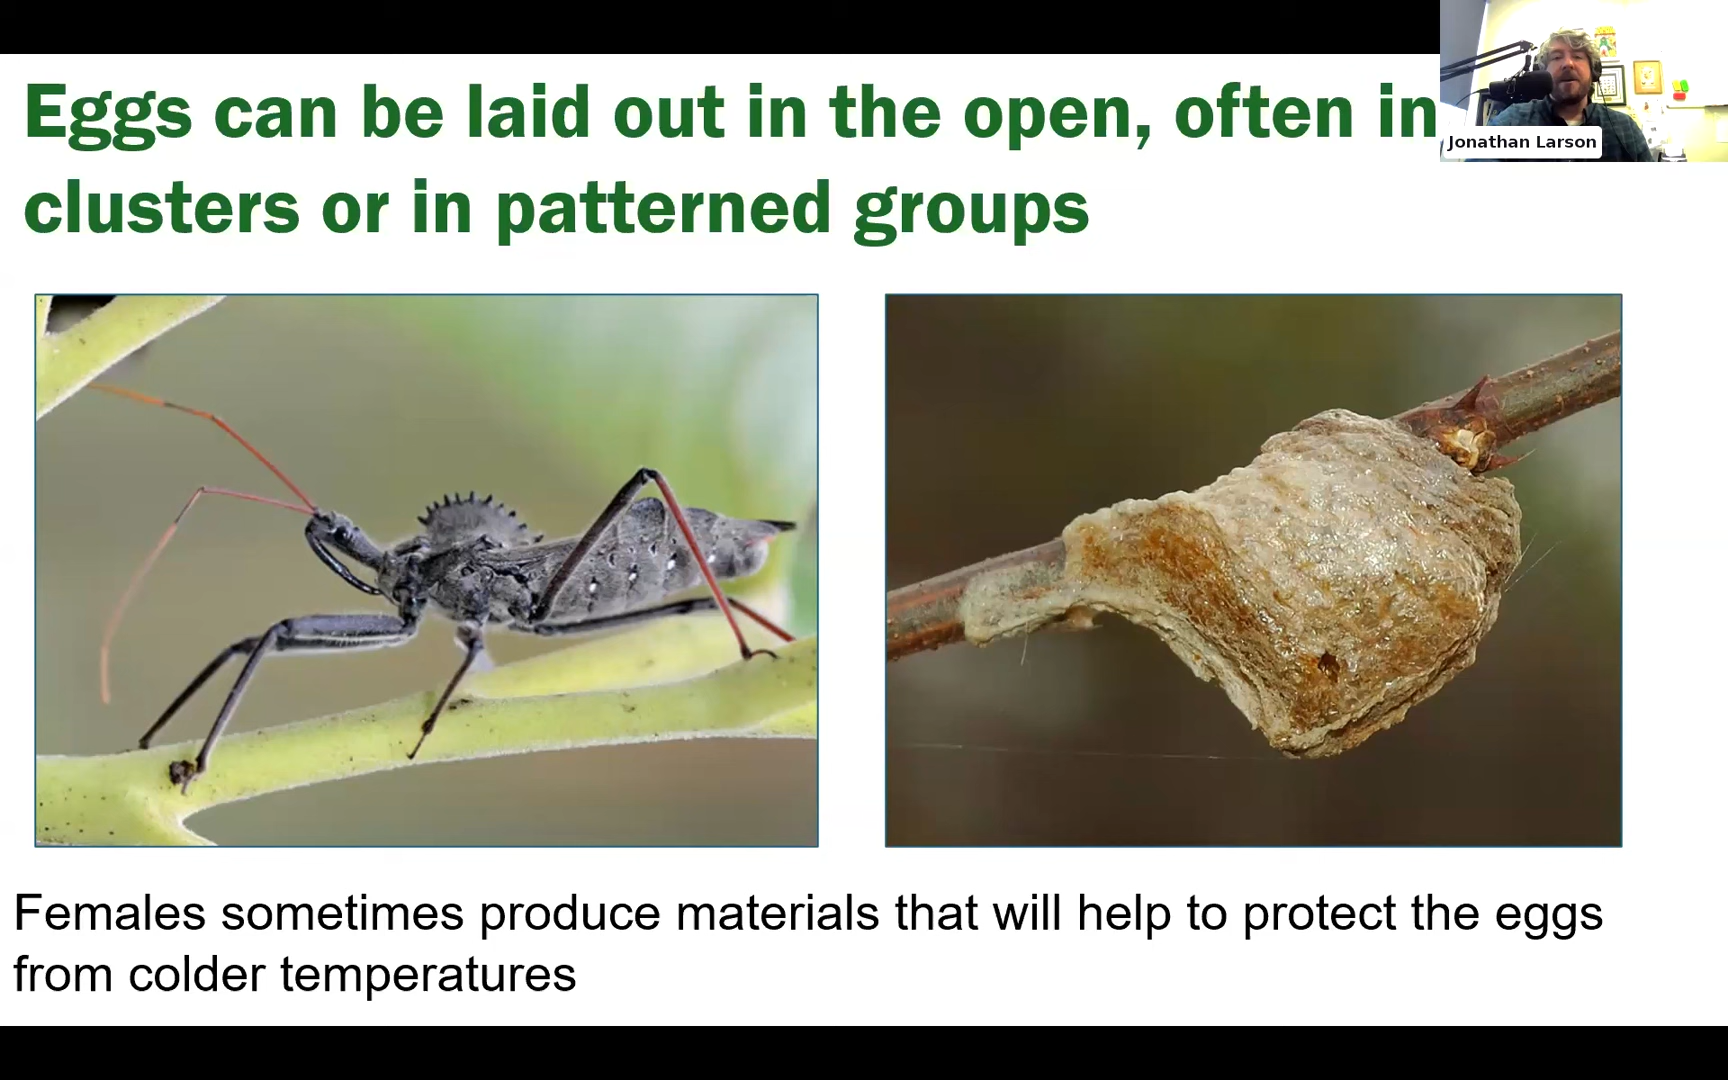 Eggs can be laid out in the open, often in
clusters or in patterned groups
Jonathan Larson
Females sometimes produce materials that will help to protect the eggs
from colder temperatures